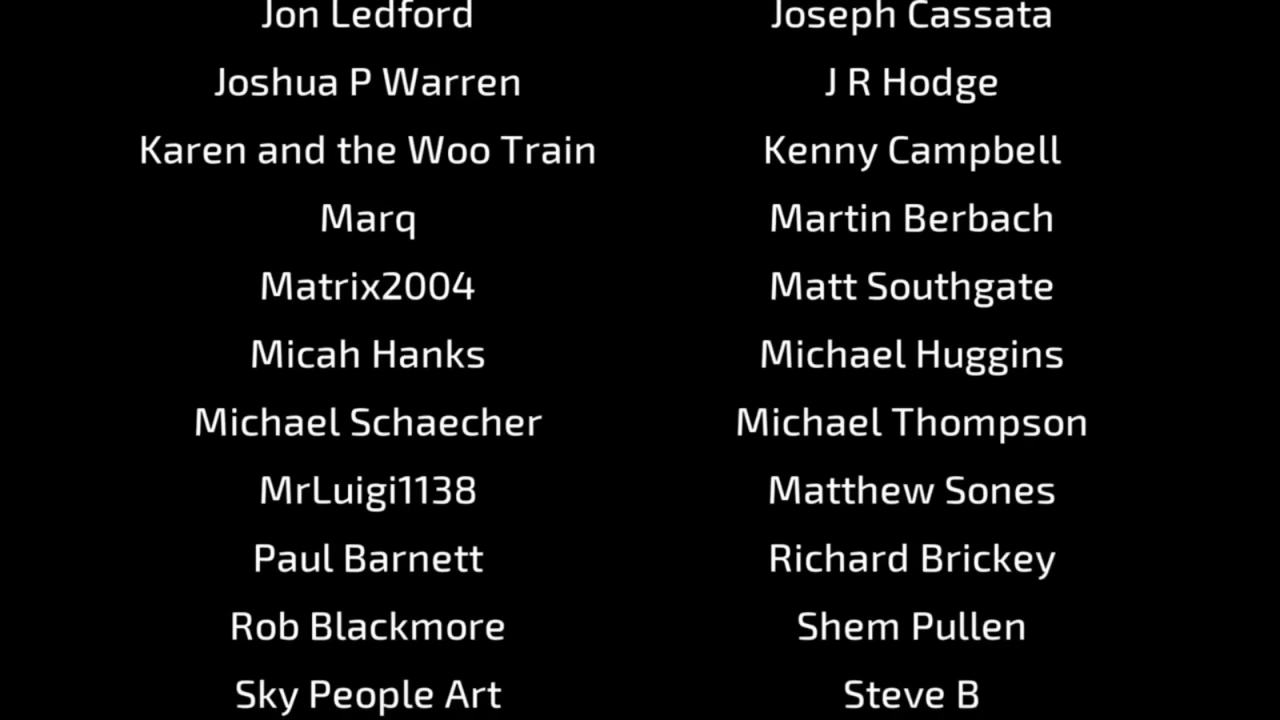 Jon Ledford
Joseph Cassata
Joshua P Warren
J R Hodge
Karen and the Woo Train
Kenny Campbell
Marq
Martin Berbach
Matrix2004
Matt Southgate
Micah Hanks
Michael Huggins
Michael Schaecher
Michael Thompson
MrLuigi1138
Matthew Sones
Paul Barnett
Richard Brickey
Rob Blackmore
Shem Pullen
Sky People Art
Steve B